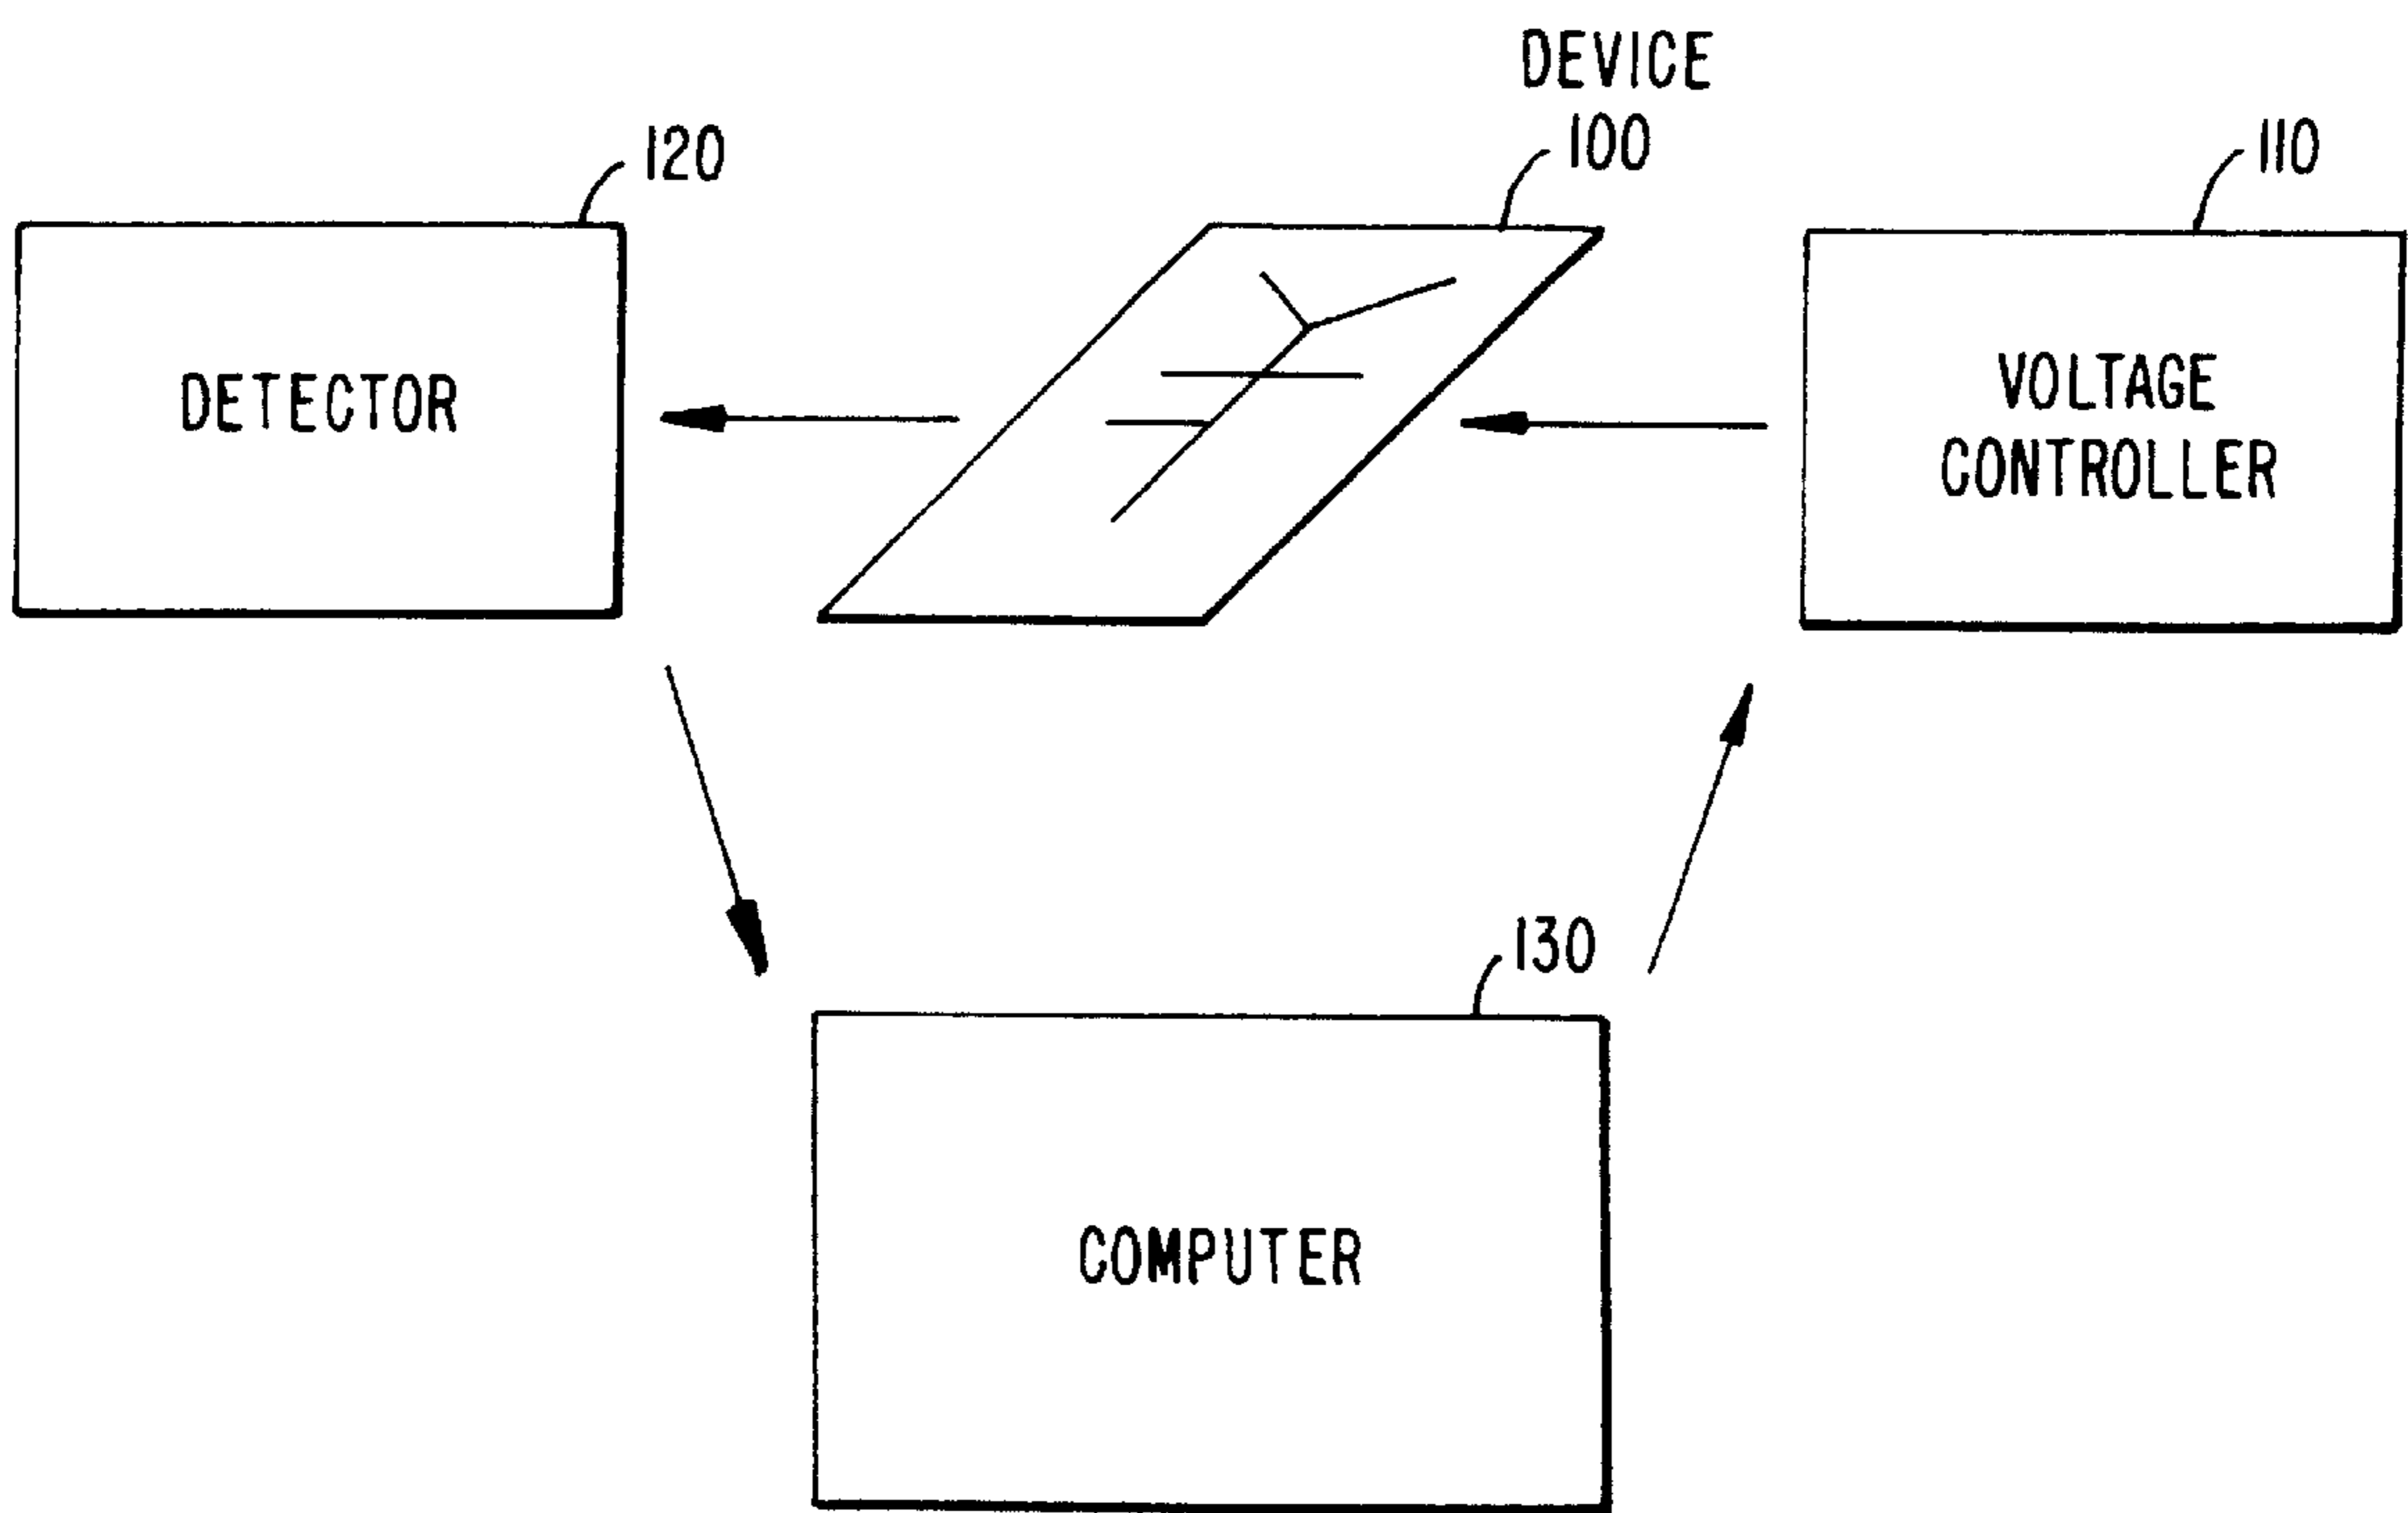 DEVICE
100
120
110
DETECTOR
VOLTAGE
CONTROLLER
130
COMPUTER